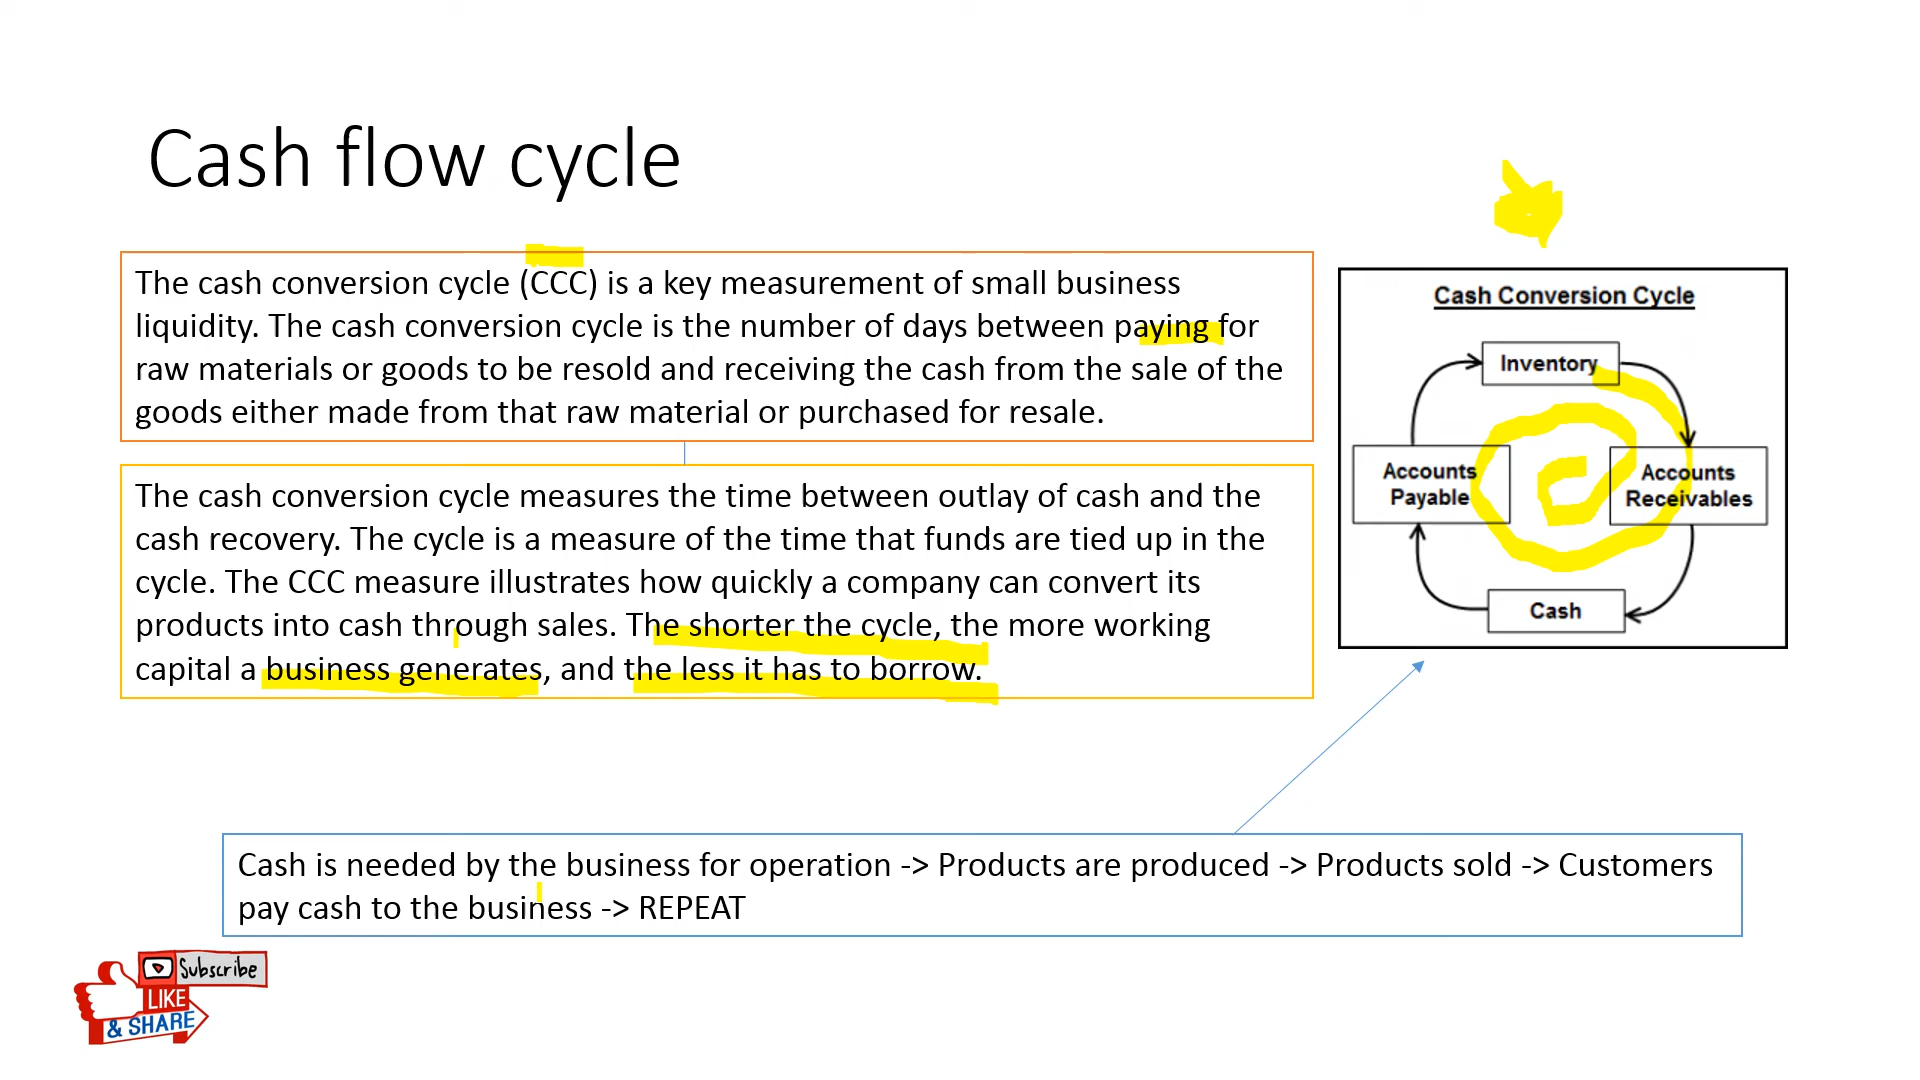 Cash flow cycle
The cash conversion cycle (CCC) is a key measurement of small business
liquidity. The cash conversion cycle is the number of days between paying for
raw materials or goods to be resold and receiving the cash from the sale of the
goods either made from that raw material or purchased for resale.
The cash conversion cycle measures the time between outlay of cash and the
cash recovery. The cycle is a measure of the time that funds are tied up in the
cycle. The CCC measure illustrates how quickly a company can convert its
products into cash through sales. The shorter the cycle, the more working
capital a business generates, and the less it has to borrow.
Cash Conversion Cycle
Inventory
Accounts
Payable
Accounts
Receivables
Cash
Cash is needed by the business for operation -> Products are produced -> Products sold -> Customers
pay cash to the business -> REPEAT
Subscribe
LIKE
& SHARE